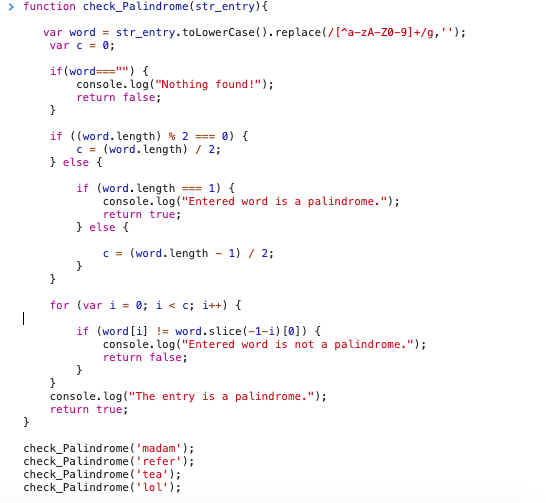 function check_Palindrome(str_entry){
var word = str_entry.toLowerCase().replace(/[^a-zA-Z0-9]+/g,'');
var c = 0;
if(word==="") {
console.log("Nothing found!");
return false;
}
if ((word.length) % 2 === 0) {
c = (word.length) / 2;
} else {
if (word.length === 1) {
console.log("Entered word is a palindrome.");
return true;
} else {
c = (word.length - 1) / 2;
}
}
for (var i = 0; i < c; i++) {
if (word[i] != word.slice(-1-i)[0]) {
console.log("Entered word is not a palindrome.");
return false;
}
}
console.log("The entry is a palindrome.");
return true;
}
check_Palindrome('madam');
check_Palindrome('refer');
check_Palindrome('tea');
check_Palindrome('lol');